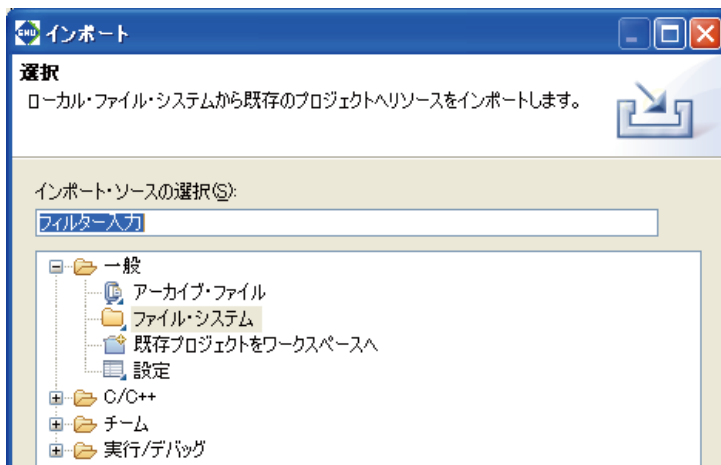 GNU インポート
選択
ローカル・ファイル・システムから既存のプロジェクトへリソースをインポートします。
インポート・ソースの選択(S):
フィルター入力
一般
アーカイブ・ファイル
ファイル・システム
既存プロジェクトをワークスペースへ
設定
C/C++
チーム
実行/デバッグ